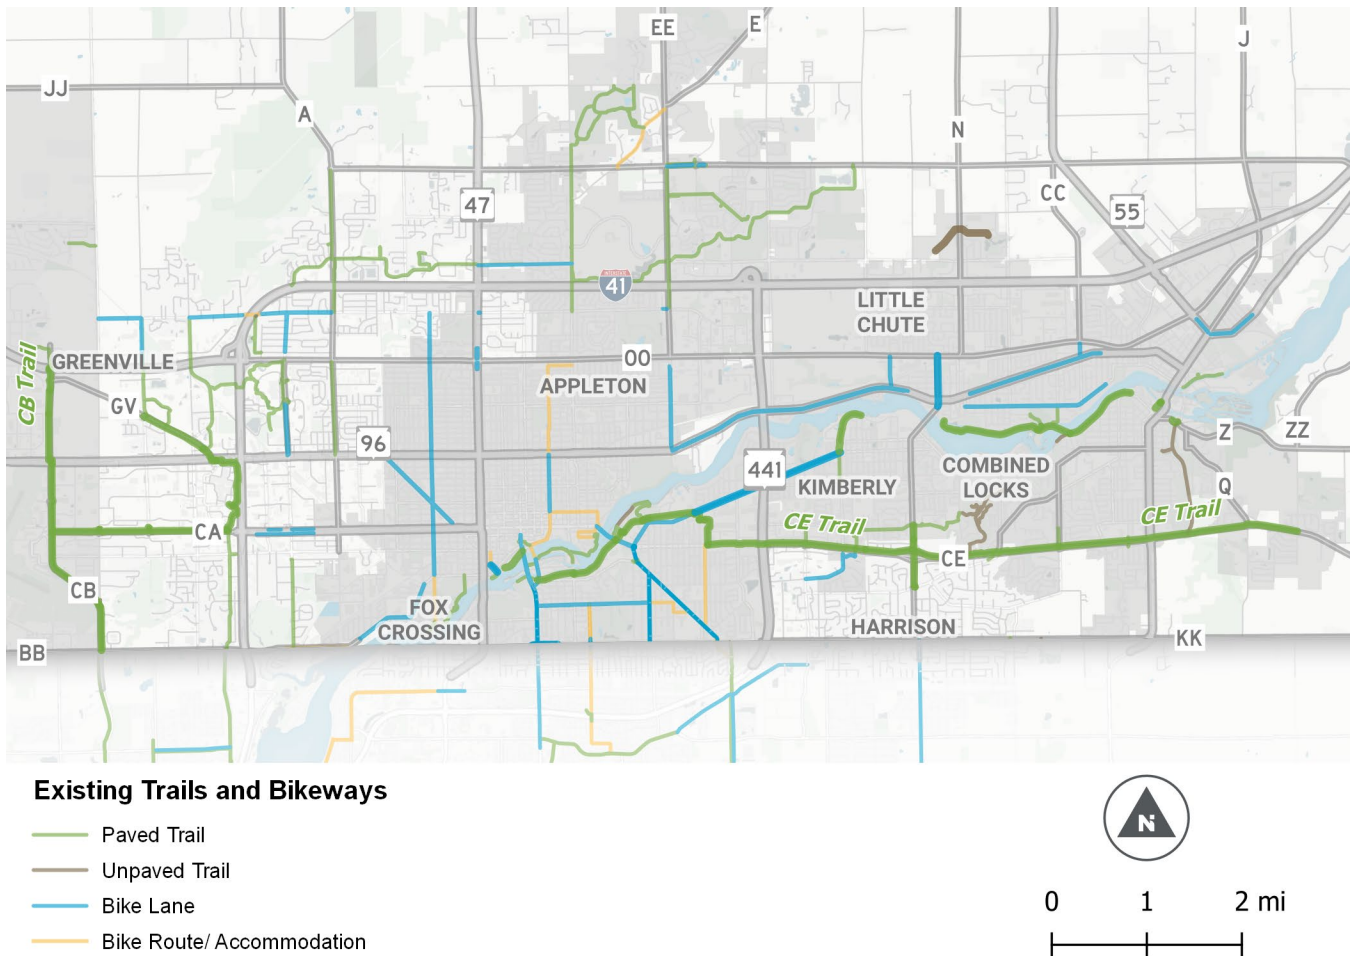 EE
E
J
JJ
A
N
47
CC
55
41
LITTLE
CHUTE
CB Trail
GREENVILLE
OO
APPLETON
GV
96
441
KIMBERLY
COMBINED
LOCKS
Z
ZZ
Q
CE Trail
CE Trail
CA
CE
CB
FOX
CROSSING
HARRISON
BB
KK
Existing Trails and Bikeways
Paved Trail
Unpaved Trail
Bike Lane
Bike Route/ Accommodation
N
0 1 2 mi